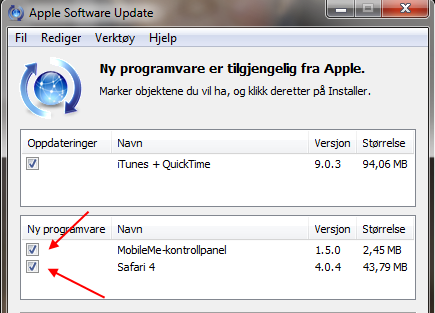 Apple Software Update
Fil Rediger Verktøy Hjelp
Ny programvare er tilgjengelig fra Apple.
Marker objektene du vil ha, og klikk deretter på Installer.
Oppdateringer Navn Versjon Størrelse
iTunes + QuickTime 9.0.3 94,06 MB
Ny programvare Navn Versjon Størrelse
MobileMe-kontrollpanel 1.5.0 2,45 MB
Safari 4 4.0.4 43,79 MB